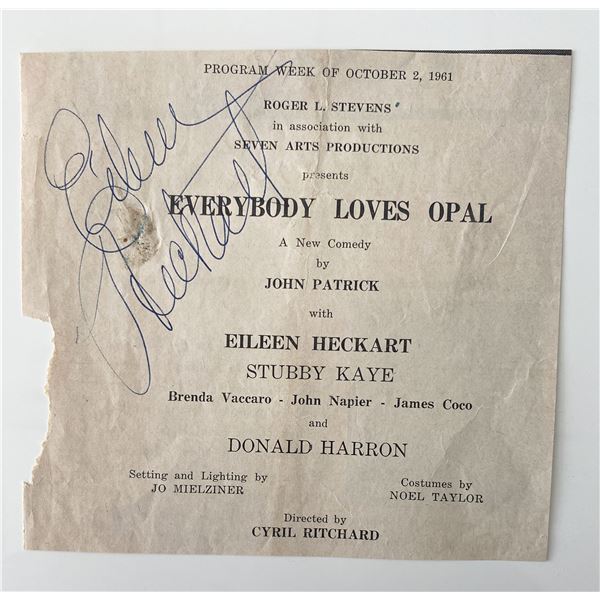 PROGRAM WEEK OF OCTOBER 2, 1961
ROGER L. STEVENS
in association with
SEVEN ARTS PRODUCTIONS
presents
EVERYBODY LOVES OPAL
A New Comedy
by
JOHN PATRICK
with
EILEEN HECKART
STUBBY KAYE
Brenda Vaccaro - John Napier - James Coco
and
DONALD HARRON
Setting and Lighting by
JO MIELZINER
Costumes by
NOEL TAYLOR
Directed by
CYRIL RITCHARD
Eileen
Heckart